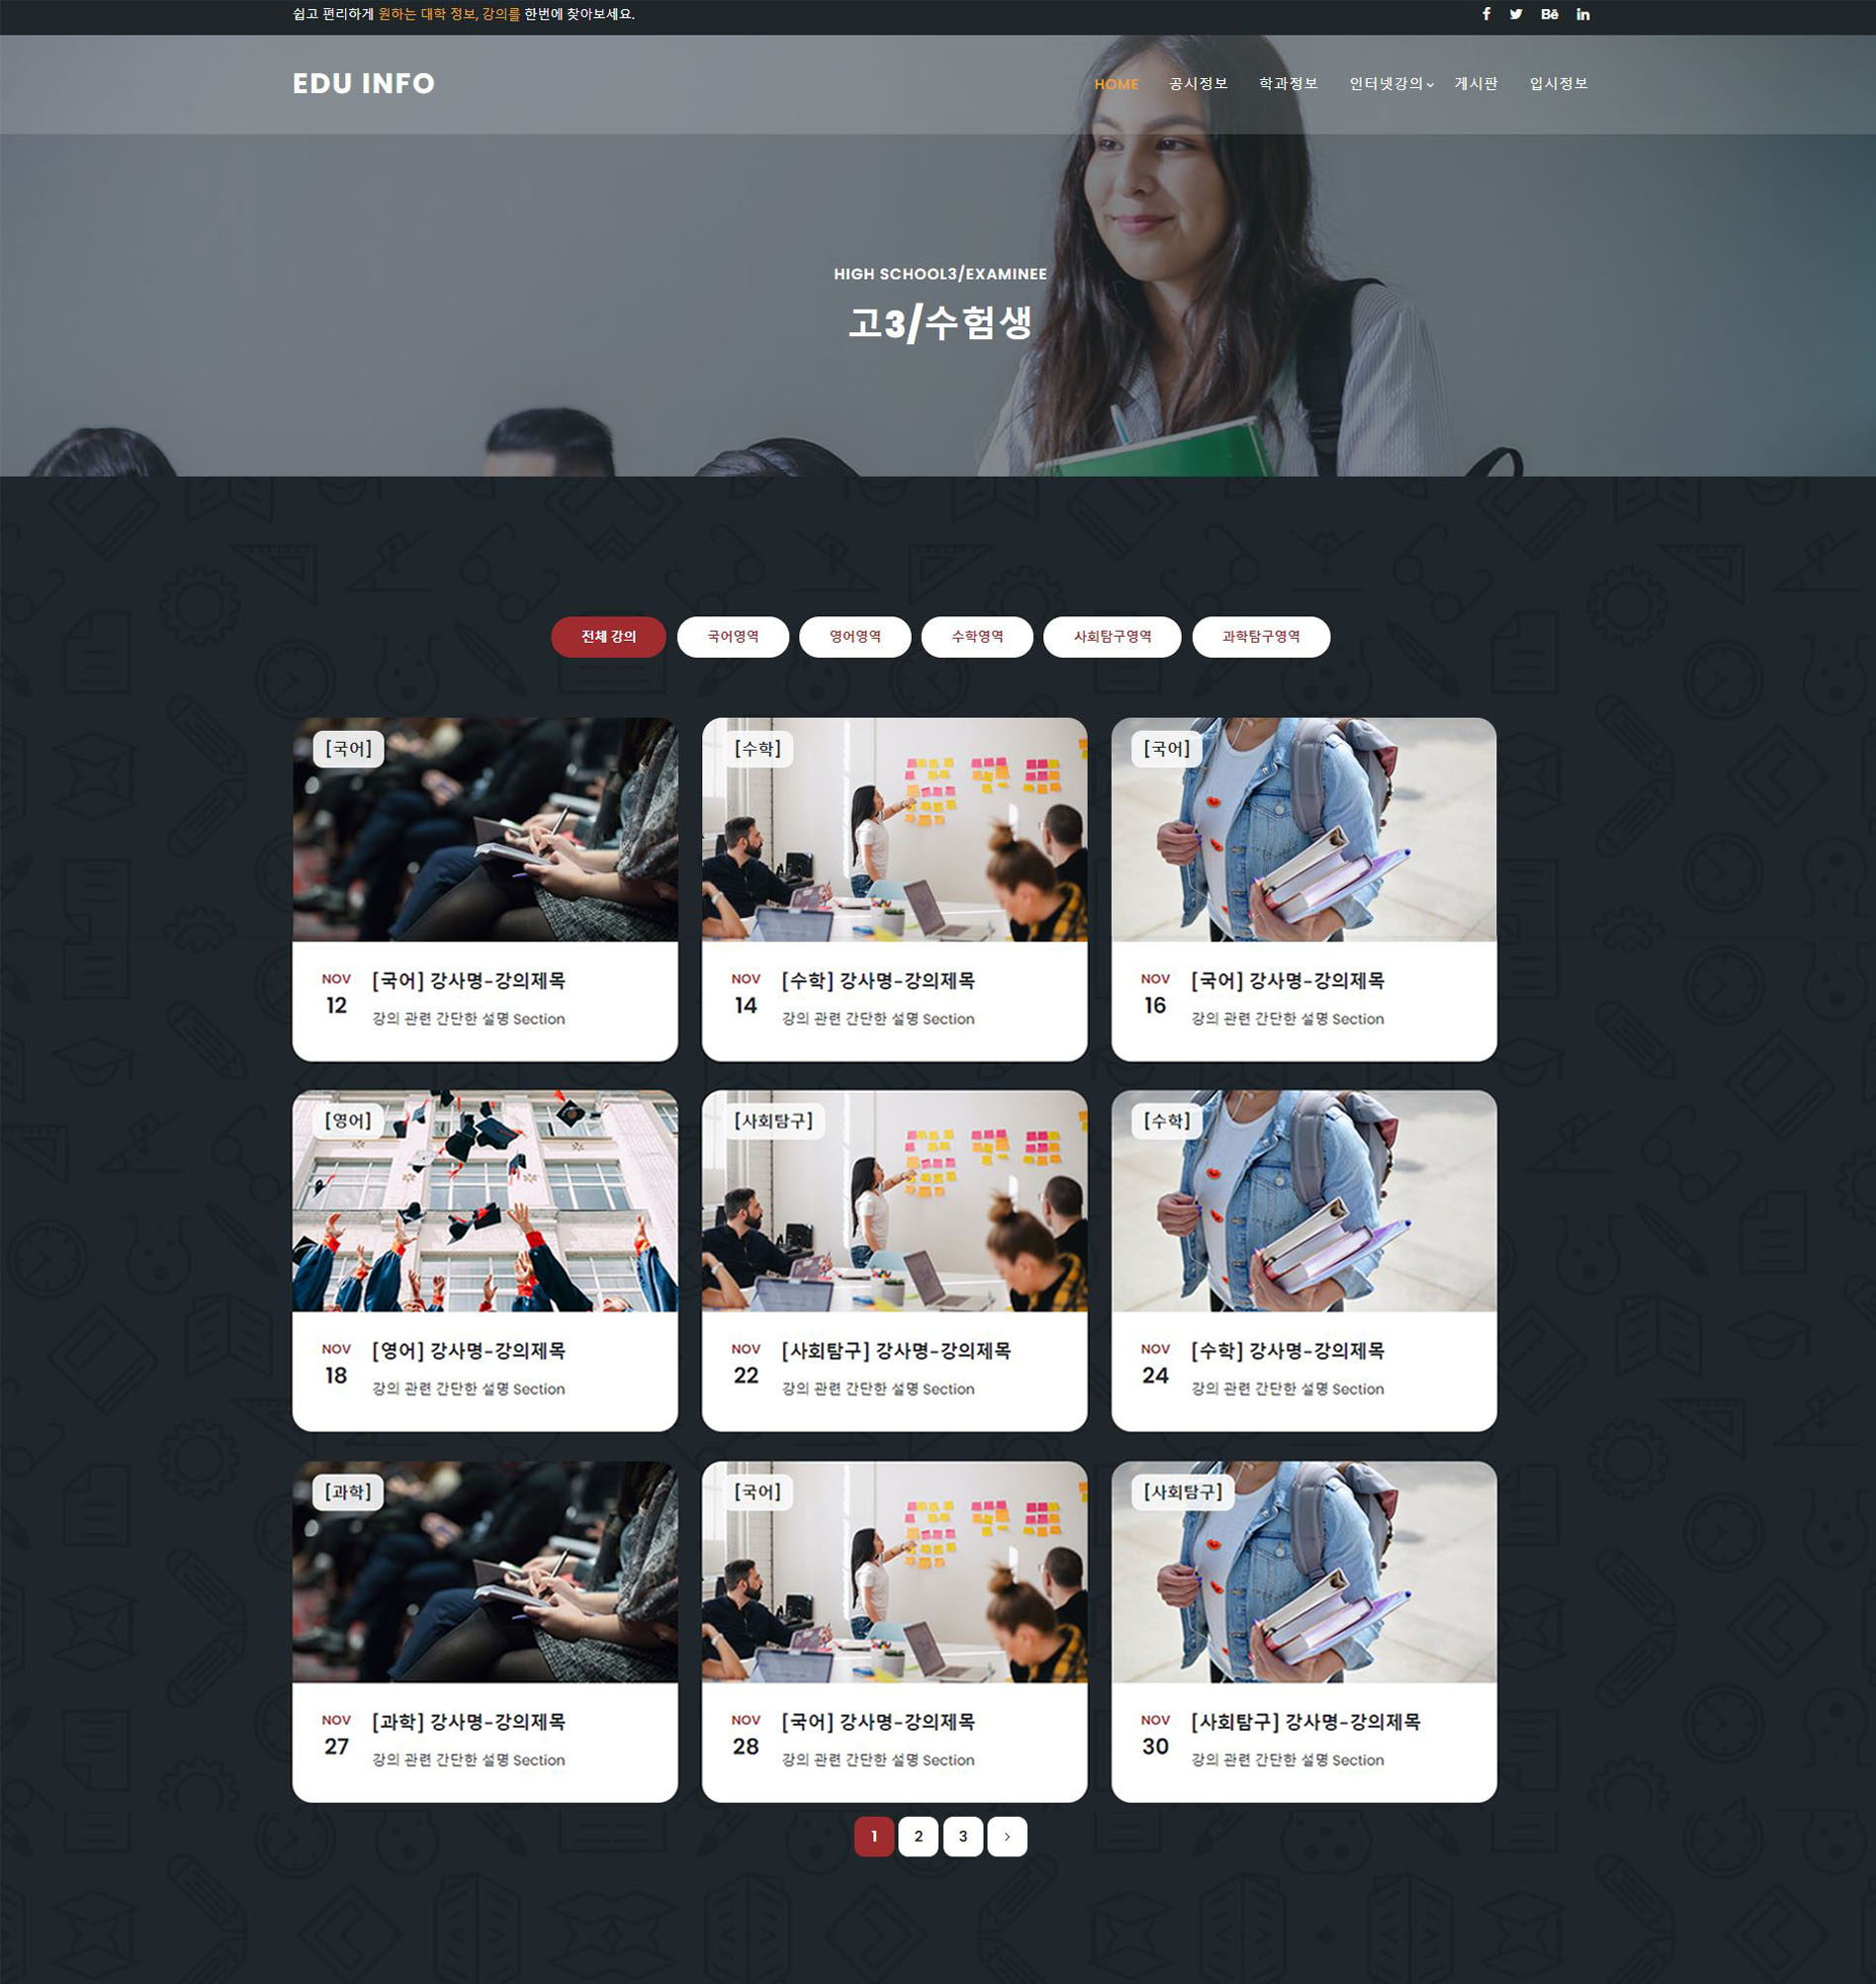 쉽고 편리하게 원하는 대학 정보, 강의를 한번에 찾아보세요.
EDU INFO
HOME 공시정보 학과정보 인터넷강의 게시판 입시정보
HIGH SCHOOL3/EXAMINEE
고3/수험생
전체 강의 국어영역 영어영역 수학영역 사회탐구영역 과학탐구영역
[국어] [수학] [국어]
NOV [국어] 강사명-강의제목
12 강의 관련 간단한 설명 Section
NOV [수학] 강사명-강의제목
14 강의 관련 간단한 설명 Section
NOV [국어] 강사명-강의제목
16 강의 관련 간단한 설명 Section
[영어] [사회탐구] [수학]
NOV [영어] 강사명-강의제목
18 강의 관련 간단한 설명 Section
NOV [사회탐구] 강사명-강의제목
22 강의 관련 간단한 설명 Section
NOV [수학] 강사명-강의제목
24 강의 관련 간단한 설명 Section
[과학] [국어] [사회탐구]
NOV [과학] 강사명-강의제목
27 강의 관련 간단한 설명 Section
NOV [국어] 강사명-강의제목
28 강의 관련 간단한 설명 Section
NOV [사회탐구] 강사명-강의제목
30 강의 관련 간단한 설명 Section
1 2 3 >